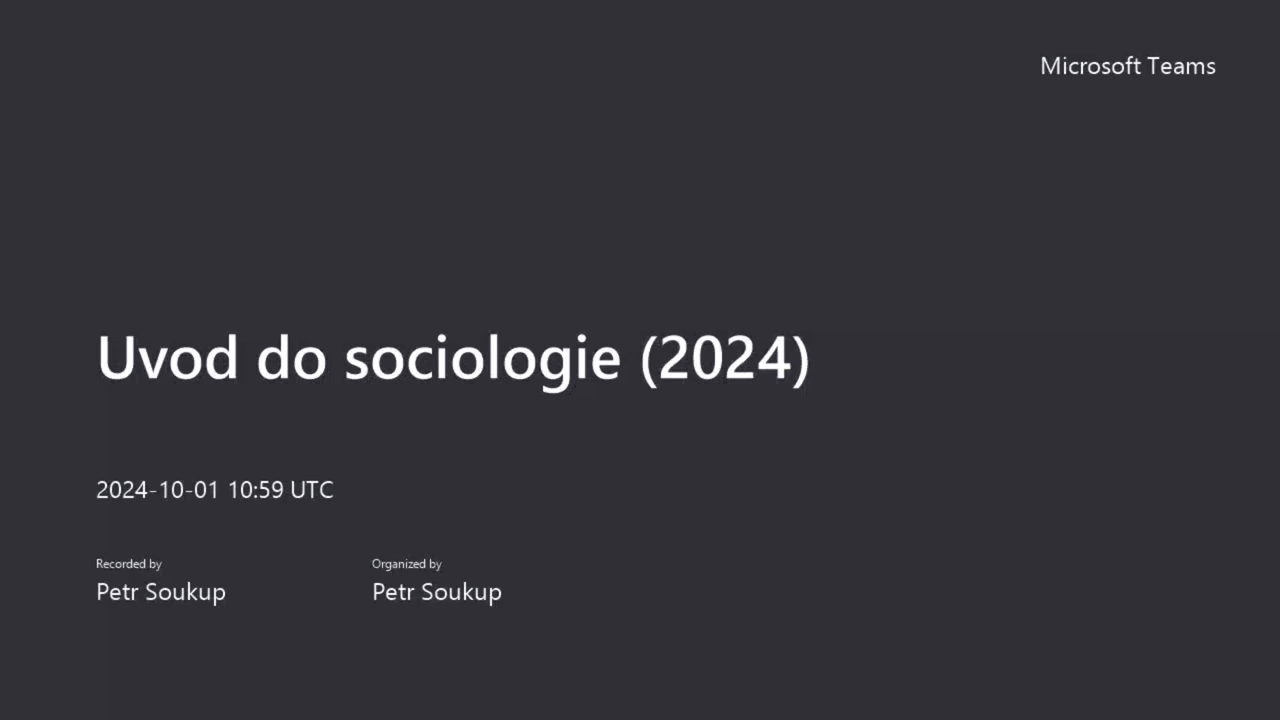 Microsoft Teams
Uvod do sociologie (2024)
2024-10-01 10:59 UTC
Recorded by
Organized by
Petr Soukup
Petr Soukup